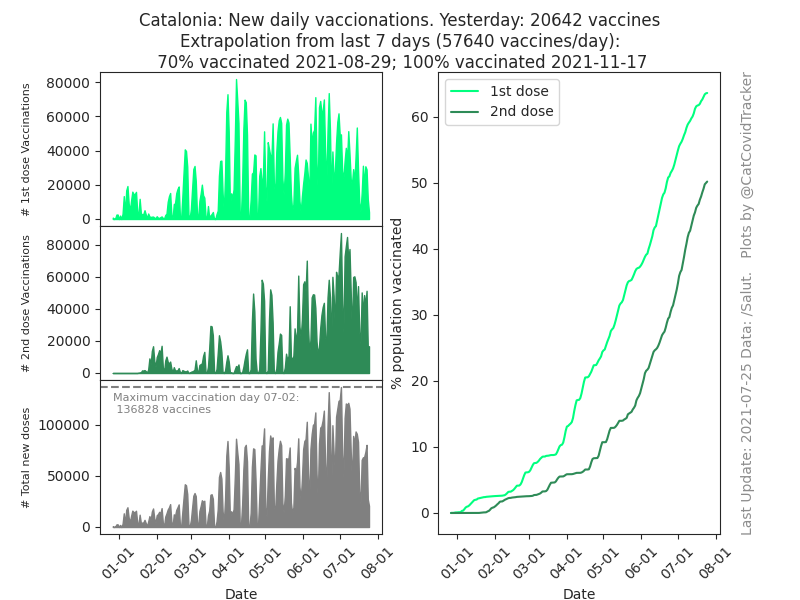 Catalonia: New daily vaccionations. Yesterday: 20642 vaccines
Extrapolation from last 7 days (57640 vaccines/day):
70% vaccinated 2021-08-29; 100% vaccinated 2021-11-17
# 1st dose Vaccinations
80000
60000
40000
20000
0
# 2nd dose Vaccinations
80000
60000
40000
20000
0
# Total new doses
Maximum vaccination day 07-02:
136828 vaccines
100000
50000
0
01-01
02-01
03-01
04-01
05-01
06-01
07-01
08-01
Date
% population vaccinated
1st dose
2nd dose
60
50
40
30
20
10
0
01-01
02-01
03-01
04-01
05-01
06-01
07-01
08-01
Date
Last Update: 2021-07-25 Data: /Salut. Plots by @CatCovidTracker